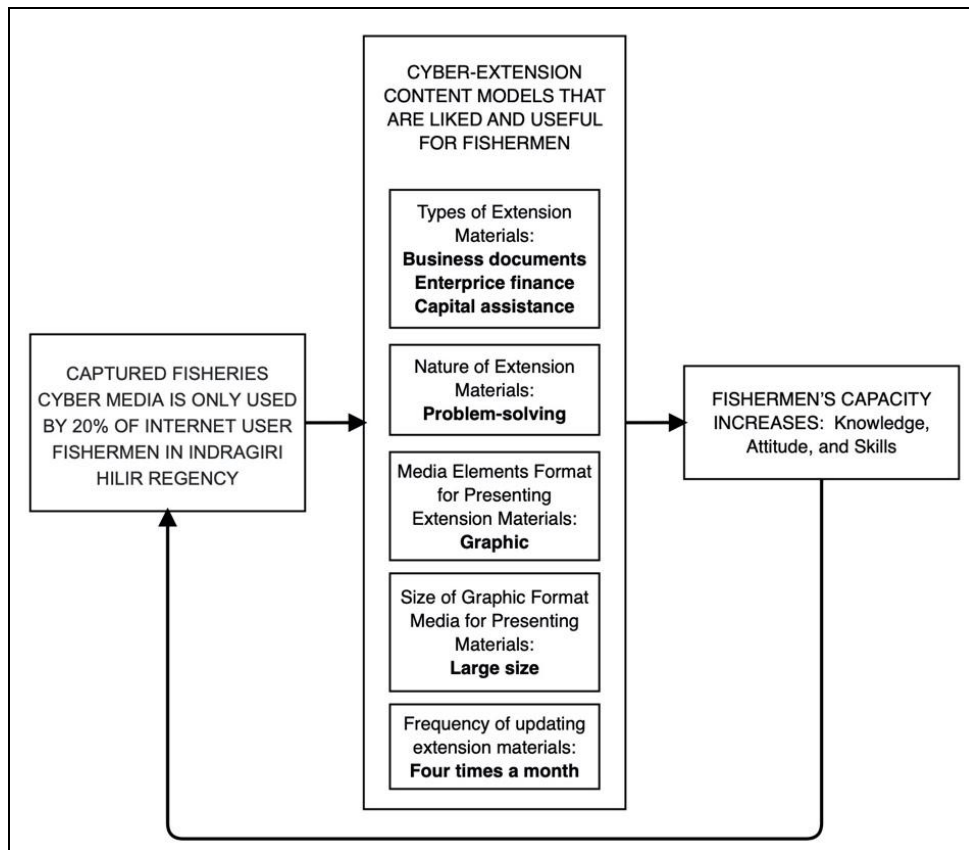 CYBER-EXTENSION
CONTENT MODELS THAT
ARE LIKED AND USEFUL
FOR FISHERMEN
Types of Extension
Materials:
Business documents
Enterprice finance
Capital assistance
CAPTURED FISHERIES
CYBER MEDIA IS ONLY USED
BY 20% OF INTERNET USER
FISHERMEN IN INDRAGIRI
HILIR REGENCY
Nature of Extension
Materials:
Problem-solving
Media Elements Format
for Presenting
Extension Materials:
Graphic
Size of Graphic Format
Media for Presenting
Materials:
Large size
Frequency of updating
extension materials:
Four times a month
FISHERMEN'S CAPACITY
INCREASES: Knowledge,
Attitude, and Skills